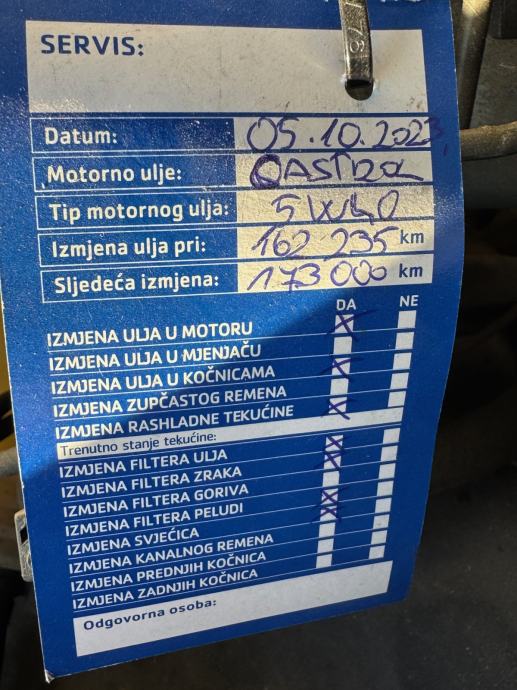 SERVIS:
Datum: 05.10.2023.
Motorno ulje: CASTROL
Tip motornog ulja: 5W40
Izmjena ulja pri: 162 235 km
Sljedeća izmjena: 173 000 km
DA NE
IZMJENA ULJA U MOTORU X
IZMJENA ULJA U MJENJAČU
IZMJENA ULJA U KOČNICAMA X
IZMJENA ZUPČASTOG REMENA
IZMJENA RASHLADNE TEKUĆINE X
Trenutno stanje tekućine:
IZMJENA FILTERA ULJA X
IZMJENA FILTERA ZRAKA X
IZMJENA FILTERA GORIVA
IZMJENA FILTERA PELUDI X
IZMJENA SVJEĆICA X
IZMJENA KANALNOG REMENA
IZMJENA PREDNJIH KOČNICA
IZMJENA ZADNJIH KOČNICA
Odgovorna osoba: